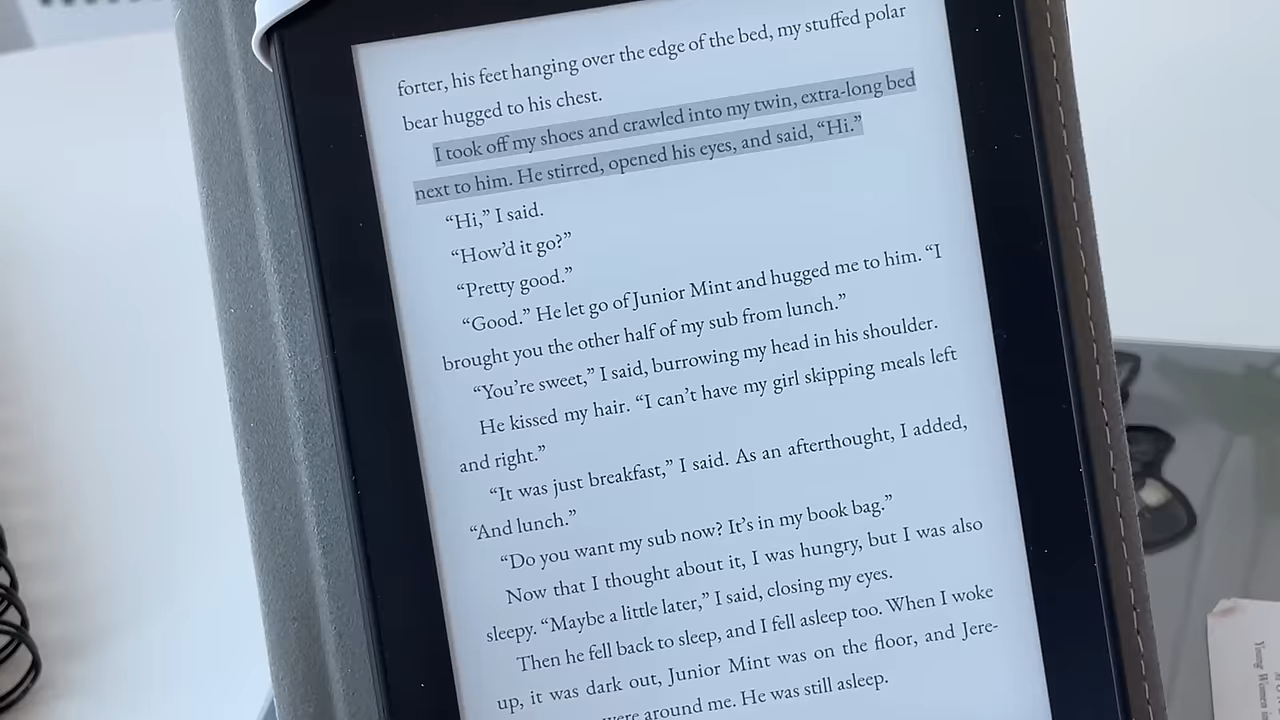 forter, his feet hanging over the edge of the bed, my stuffed polar
bear hugged to his chest.
I took off my shoes and crawled into my twin, extra-long bed
next to him. He stirred, opened his eyes, and said, “Hi.”
“Hi,” I said.
“How’d it go?”
“Pretty good.”
“Good.” He let go of Junior Mint and hugged me to him. “I
brought you the other half of my sub from lunch.”
“You’re sweet,” I said, burrowing my head in his shoulder.
He kissed my hair. “I can’t have my girl skipping meals left
and right.”
“It was just breakfast,” I said. As an afterthought, I added,
“And lunch.”
“Do you want my sub now? It’s in my book bag.”
Now that I thought about it, I was hungry, but I was also
sleepy. “Maybe a little later,” I said, closing my eyes.
Then he fell back to sleep, and I fell asleep too. When I woke
up, it was dark out, Junior Mint was on the floor, and Jere-
were around me. He was still asleep.
Young Women in